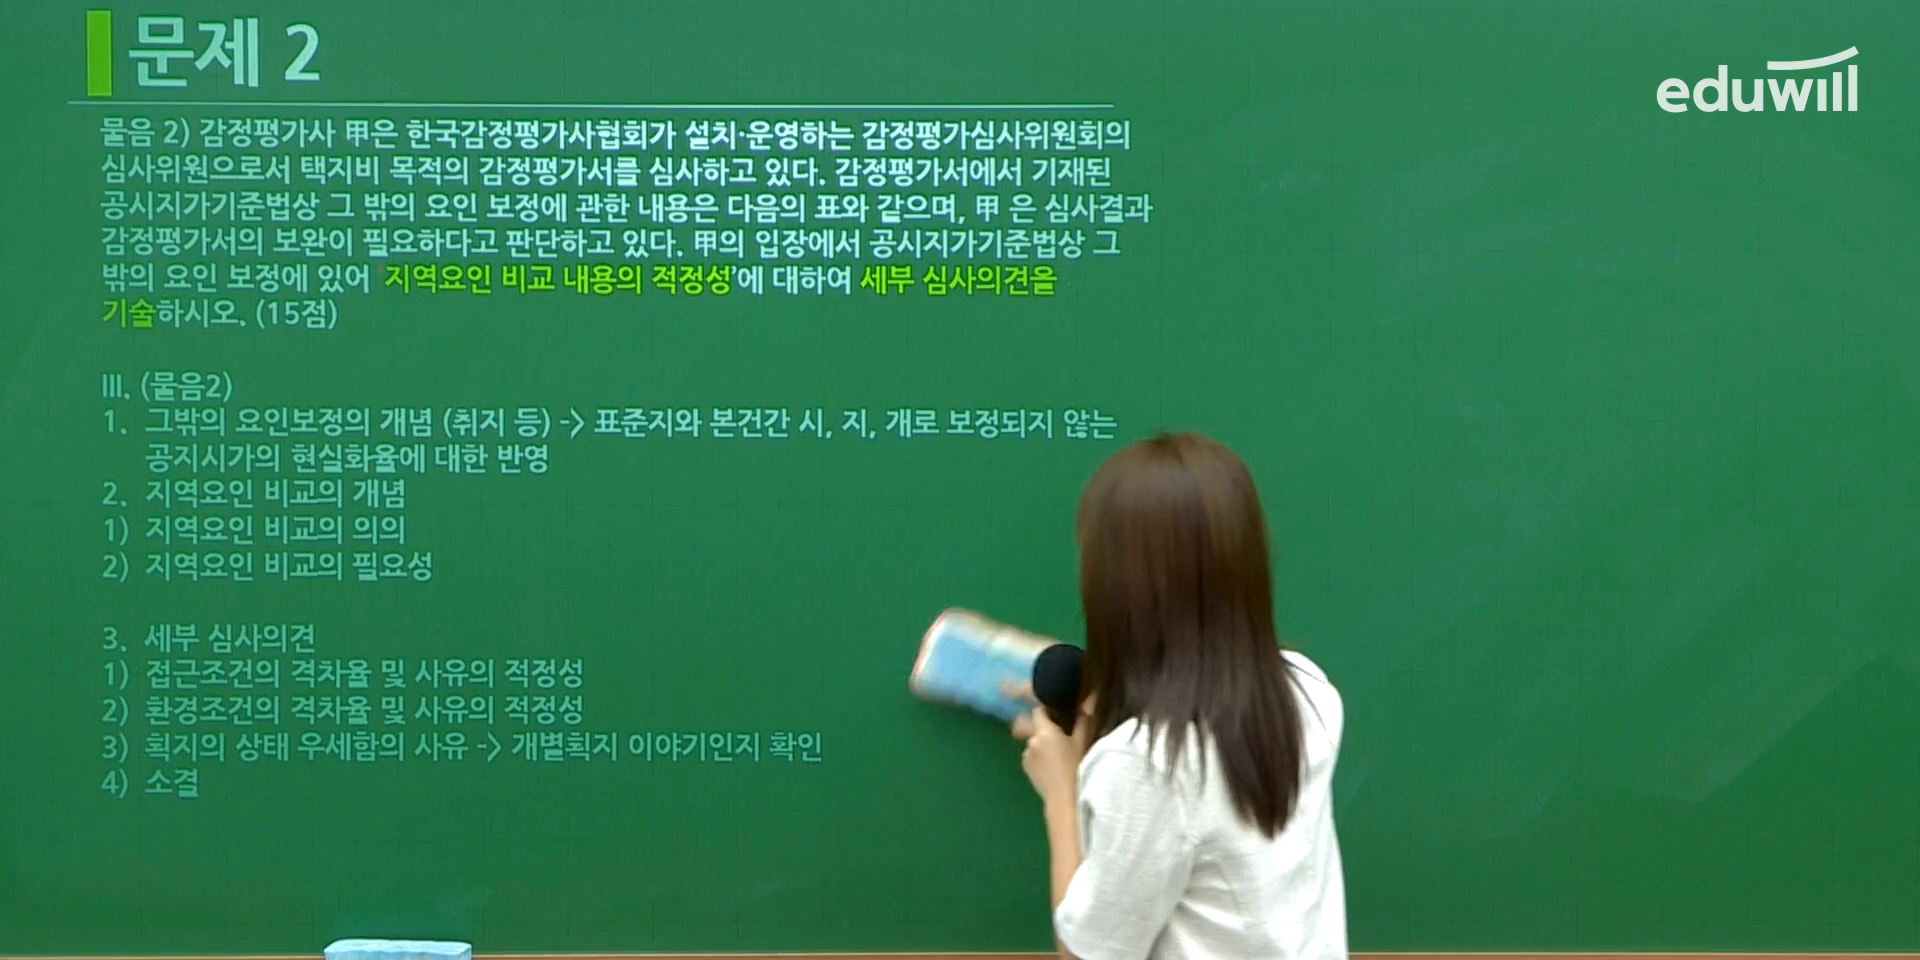 문제 2
eduwill
물음 2) 감정평가사 甲은 한국감정평가사협회가 설치·운영하는 감정평가심사위원회의
심사위원으로서 택지비 목적의 감정평가서를 심사하고 있다. 감정평가서에서 기재된
공시지가기준법상 그 밖의 요인 보정에 관한 내용은 다음의 표와 같으며, 甲 은 심사결과
감정평가서의 보완이 필요하다고 판단하고 있다. 甲의 입장에서 공시지가기준법상 그
밖의 요인 보정에 있어 '지역요인 비교 내용의 적정성'에 대하여 세부 심사의견을
기술하시오. (15점)
III. (물음2)
1. 그밖의 요인보정의 개념 (취지 등) -> 표준지와 본건간 시, 지, 개로 보정되지 않는
공지시가의 현실화율에 대한 반영
2. 지역요인 비교의 개념
1) 지역요인 비교의 의의
2) 지역요인 비교의 필요성
3. 세부 심사의견
1) 접근조건의 격차율 및 사유의 적정성
2) 환경조건의 격차율 및 사유의 적정성
3) 획지의 상태 우세함의 사유 -> 개별획지 이야기인지 확인
4) 소결